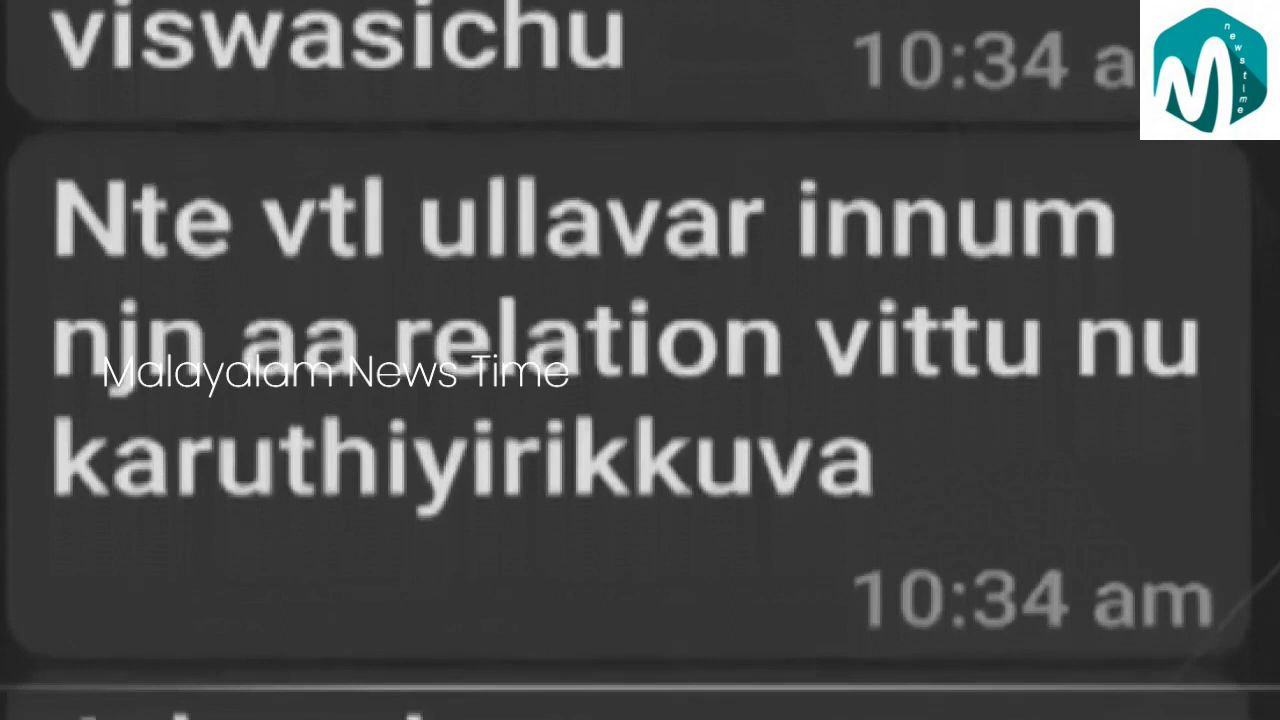 viswasichu
10:34 a
newstime
Nte vtl ullavar innum
njn aa relation vittu nu
Malayalam News Time
karuthiyirikkuva
10:34 am